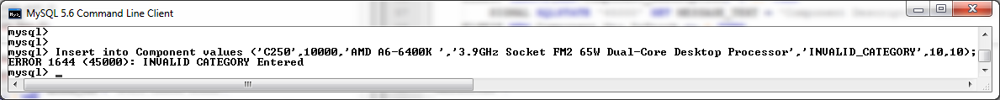 MySQL 5.6 Command Line Client
mysql>
mysql>
mysql> Insert into Component values ('C250',10000,'AMD A6-6400K ','3.9GHz Socket FM2 65W Dual-Core Desktop Processor','INVALID_CATEGORY',10,10);
ERROR 1644 (45000): INVALID CATEGORY Entered
mysql> _